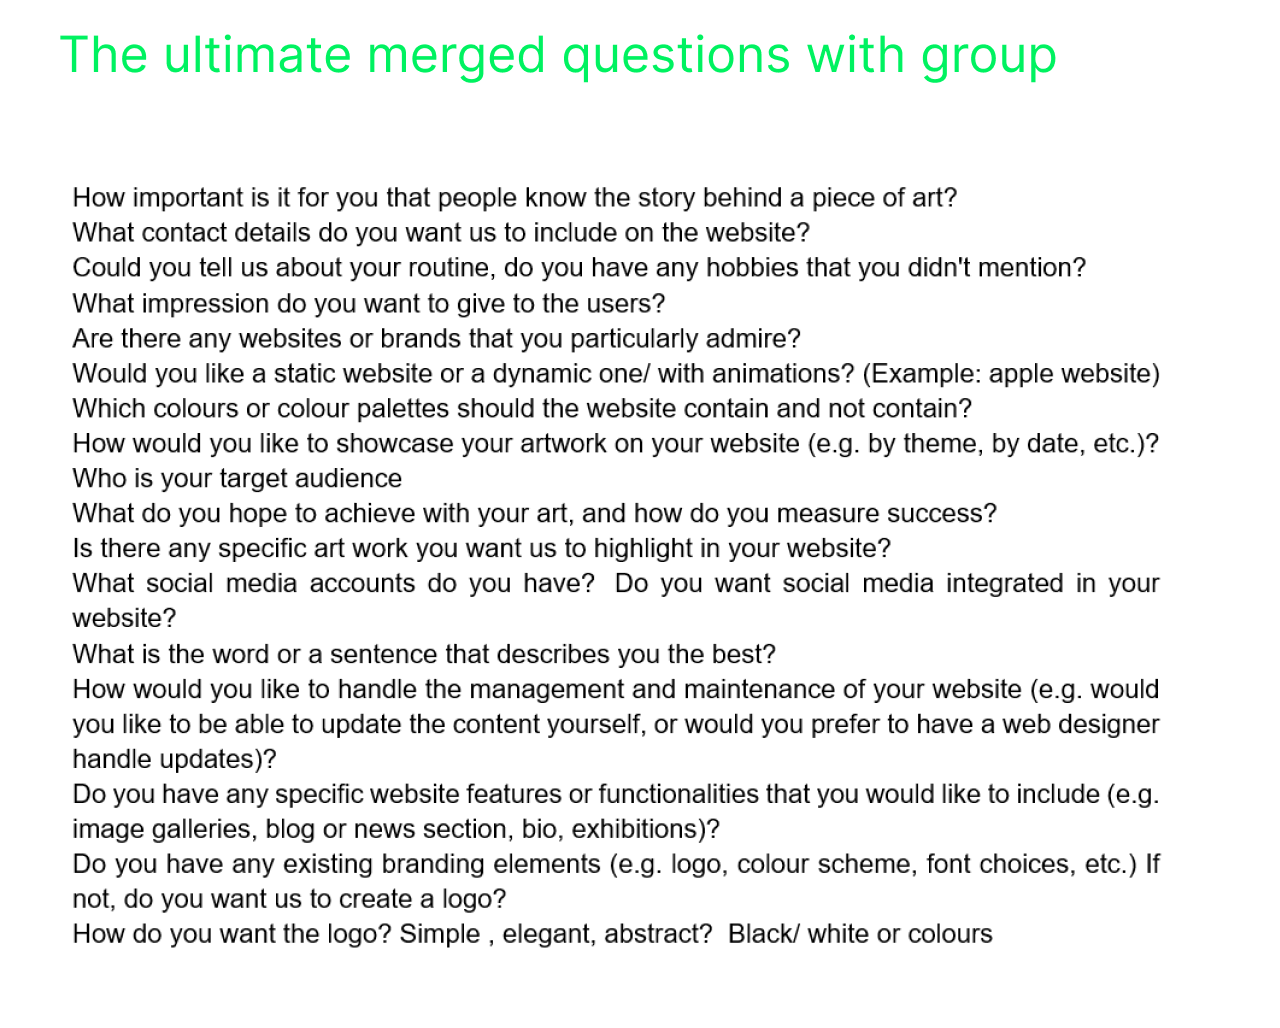 The ultimate merged questions with group
How important is it for you that people know the story behind a piece of art?
What contact details do you want us to include on the website?
Could you tell us about your routine, do you have any hobbies that you didn't mention?
What impression do you want to give to the users?
Are there any websites or brands that you particularly admire?
Would you like a static website or a dynamic one/ with animations? (Example: apple website)
Which colours or colour palettes should the website contain and not contain?
How would you like to showcase your artwork on your website (e.g. by theme, by date, etc.)?
Who is your target audience
What do you hope to achieve with your art, and how do you measure success?
Is there any specific art work you want us to highlight in your website?
What social media accounts do you have?  Do you want social media integrated in your
website?
What is the word or a sentence that describes you the best?
How would you like to handle the management and maintenance of your website (e.g. would
you like to be able to update the content yourself, or would you prefer to have a web designer
handle updates)?
Do you have any specific website features or functionalities that you would like to include (e.g.
image galleries, blog or news section, bio, exhibitions)?
Do you have any existing branding elements (e.g. logo, colour scheme, font choices, etc.) If
not, do you want us to create a logo?
How do you want the logo? Simple , elegant, abstract?  Black/ white or colours